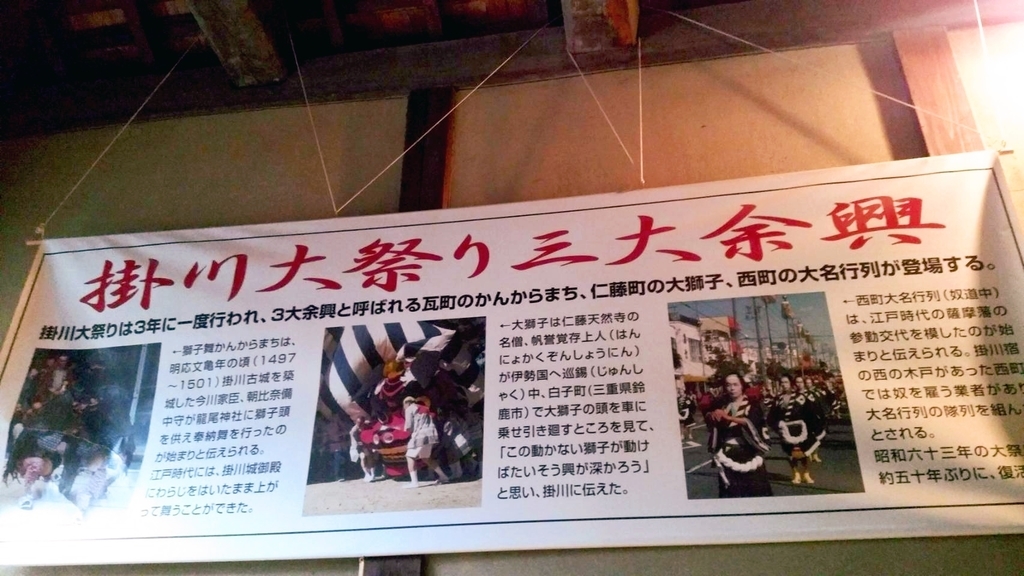 掛川大祭り三大余興
掛川大祭りは3年に一度行われ、3大余興と呼ばれる瓦町のかんからまち、仁藤町の大獅子、西町の大名行列が登場する。
←獅子舞かんからまちは、
明応文亀年の頃(1497
～1501)掛川古城を築
城した今川家臣、朝比奈備
中守が龍尾神社に獅子頭
を供え奉納舞を行ったの
が始まりと伝えられる。
江戸時代には、掛川城御殿
にわらじをはいたまま上が
って舞うことができた。
←大獅子は仁藤天然寺の
名僧、帆誉覚存上人(はん
にょかくぞんしょうにん)
が伊勢国へ巡錫(じゅんし
ゃく)中、白子町(三重県鈴
鹿市)で大獅子の頭を車に
乗せ引き廻すところを見て、
「この動かない獅子が動け
ばたいそう興が深かろう」
と思い、掛川に伝えた。
←西町大名行列(奴道中)
は、江戸時代の薩摩藩の
参勤交代を模したのが始
まりと伝えられる。掛川宿
の西の木戸があった西町
では奴を雇う業者があり
大名行列の隊列を組ん
とされる。
昭和六十三年の大祭
約五十年ぶりに、復活